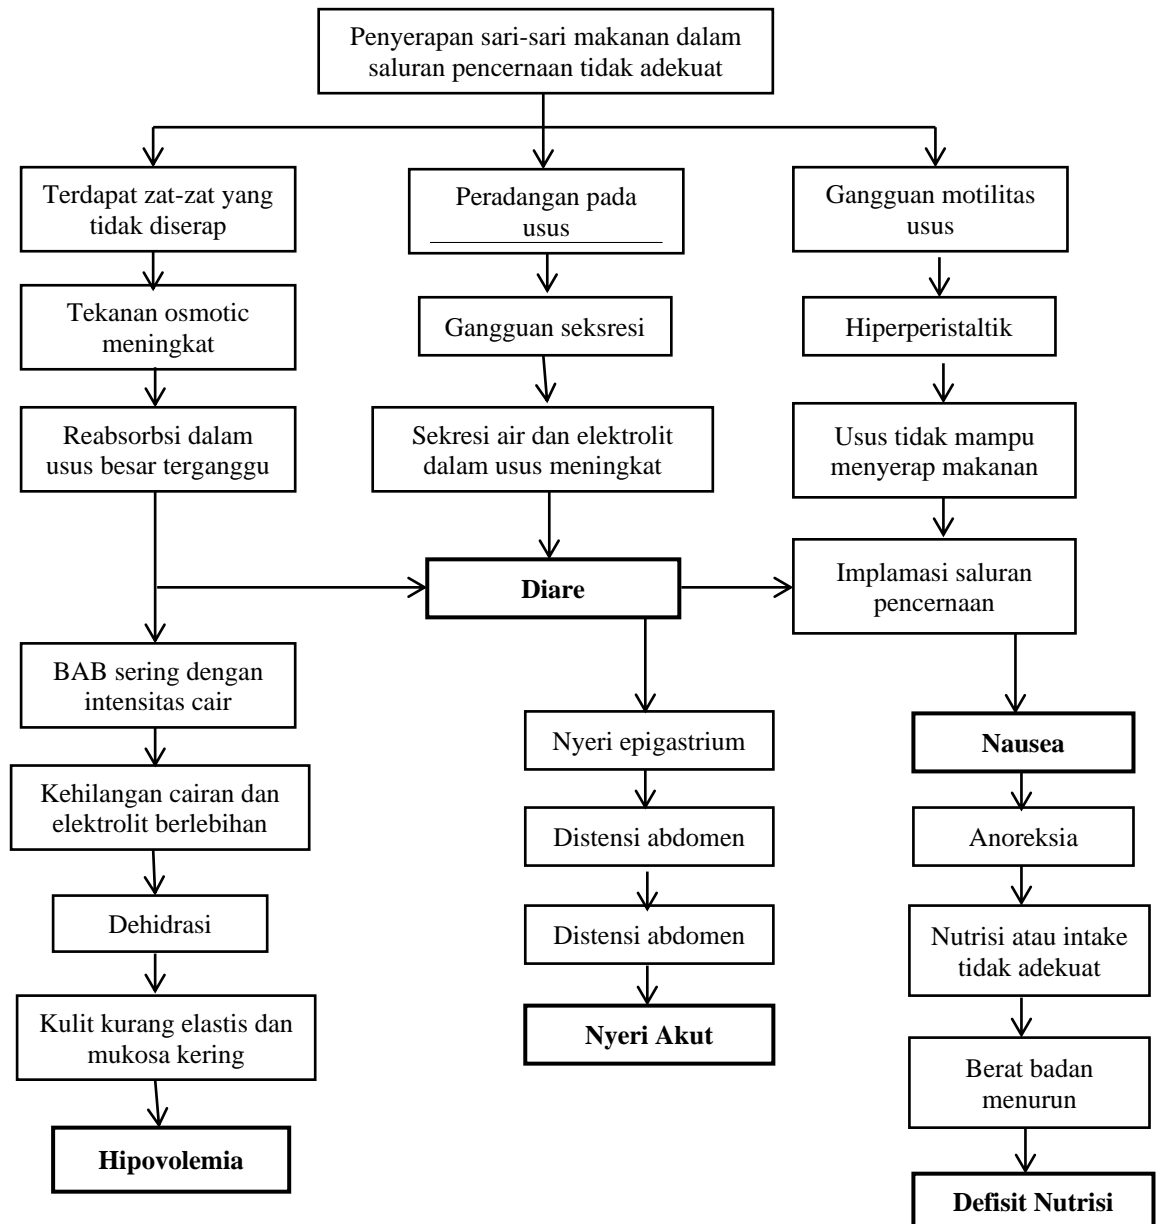 Penyerapan sari-sari makanan dalam
saluran pencernaan tidak adekuat
Terdapat zat-zat yang
tidak diserap
Peradangan pada
usus
Gangguan motilitas
usus
Tekanan osmotic
meningkat
Gangguan seksresi
Hiperperistaltik
Reabsorbsi dalam
usus besar terganggu
Sekresi air dan elektrolit
dalam usus meningkat
Usus tidak mampu
menyerap makanan
Diare
Implamasi saluran
pencernaan
BAB sering dengan
intensitas cair
Nyeri epigastrium
Nausea
Kehilangan cairan dan
elektrolit berlebihan
Distensi abdomen
Anoreksia
Dehidrasi
Distensi abdomen
Nutrisi atau intake
tidak adekuat
Kulit kurang elastis dan
mukosa kering
Nyeri Akut
Berat badan
menurun
Hipovolemia
Defisit Nutrisi